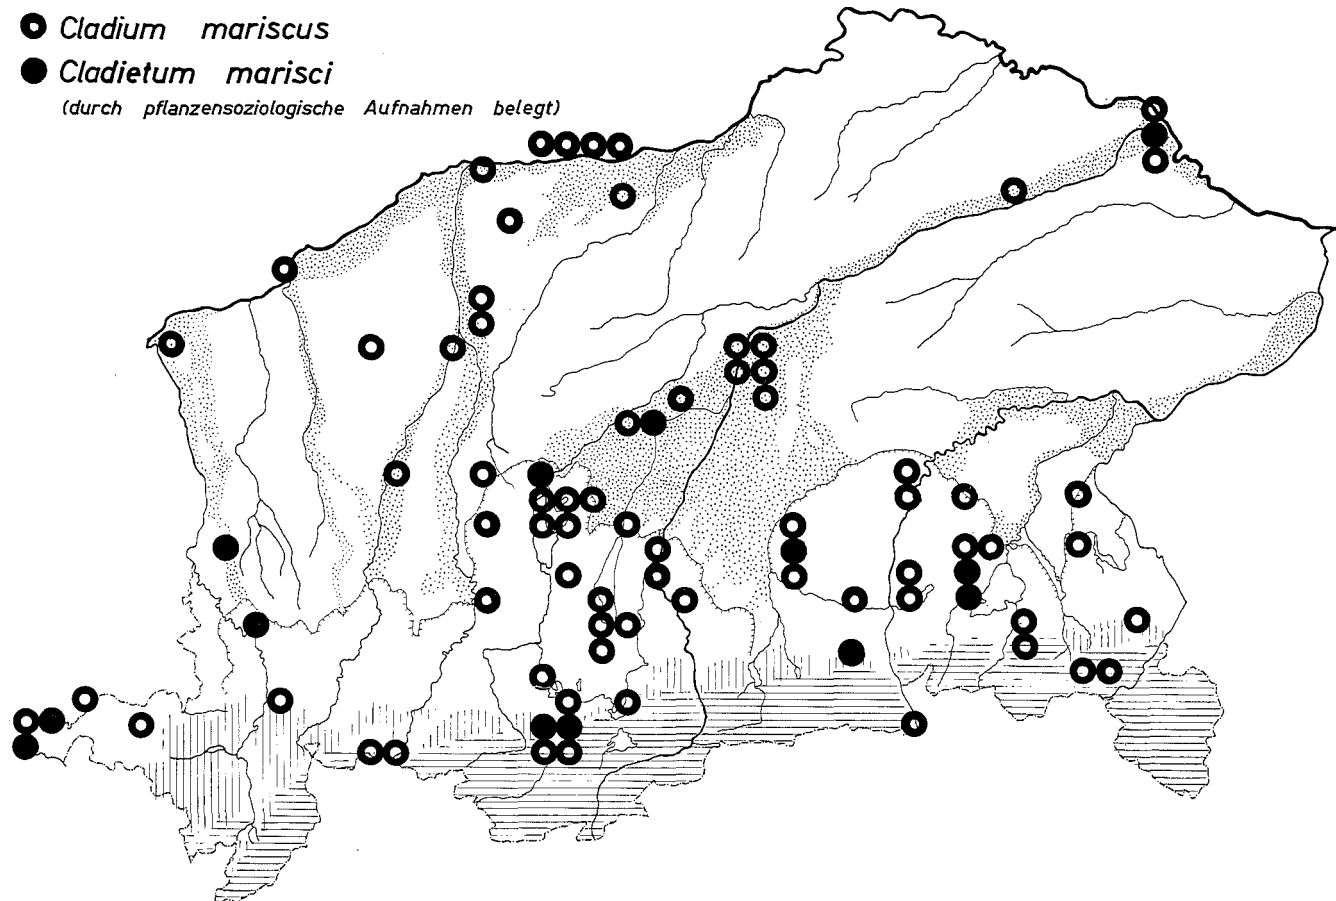 Cladium mariscus
Cladietum marisci
(durch pflanzensoziologische Aufnahmen belegt)